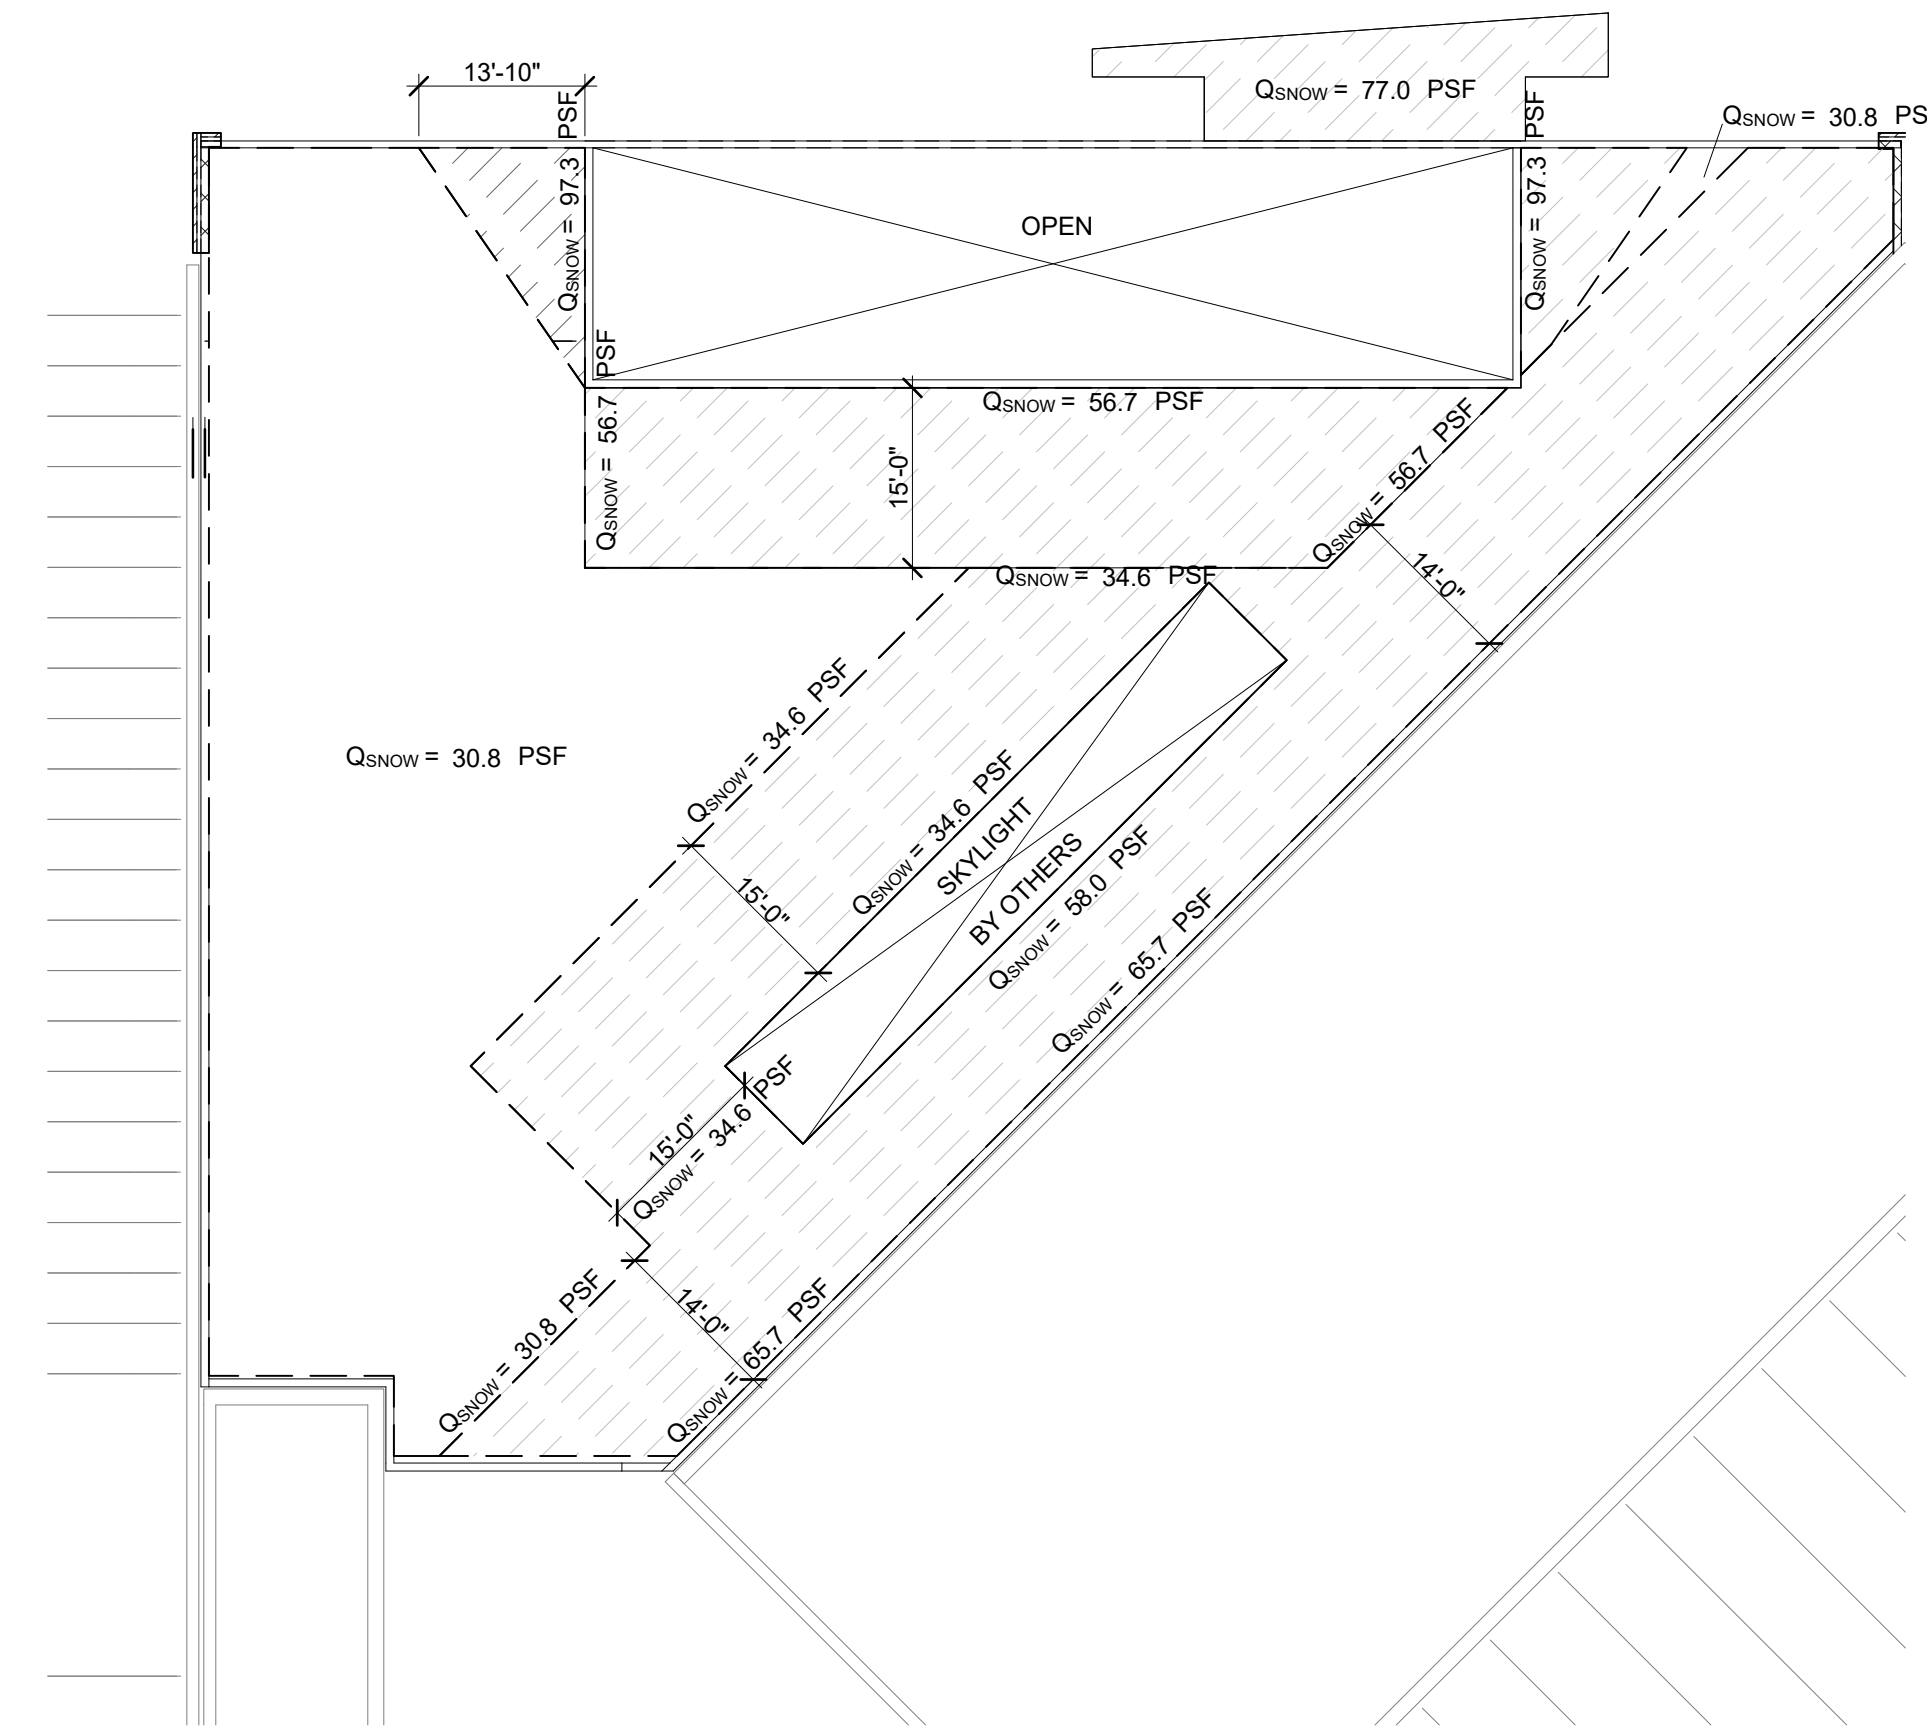 13'-10"
QSNOW = 77.0 PSF
QSNOW = 30.8 PS
QSNOW = 97.3 PSF
QSNOW = 97.3 PSF
OPEN
QSNOW = 56.7 PSF
QSNOW = 56.7 PSF
15'-0"
QSNOW = 56.7 PSF
14'-0"
QSNOW = 34.6 PSF
QSNOW = 34.6 PSF
QSNOW = 30.8 PSF
15'-0"
QSNOW = 34.6 PSF
SKYLIGHT
BY OTHERS
QSNOW = 58.0 PSF
QSNOW = 65.7 PSF
15'-0"
QSNOW = 34.6 PSF
QSNOW = 30.8 PSF
14'-0"
QSNOW = 65.7 PSF